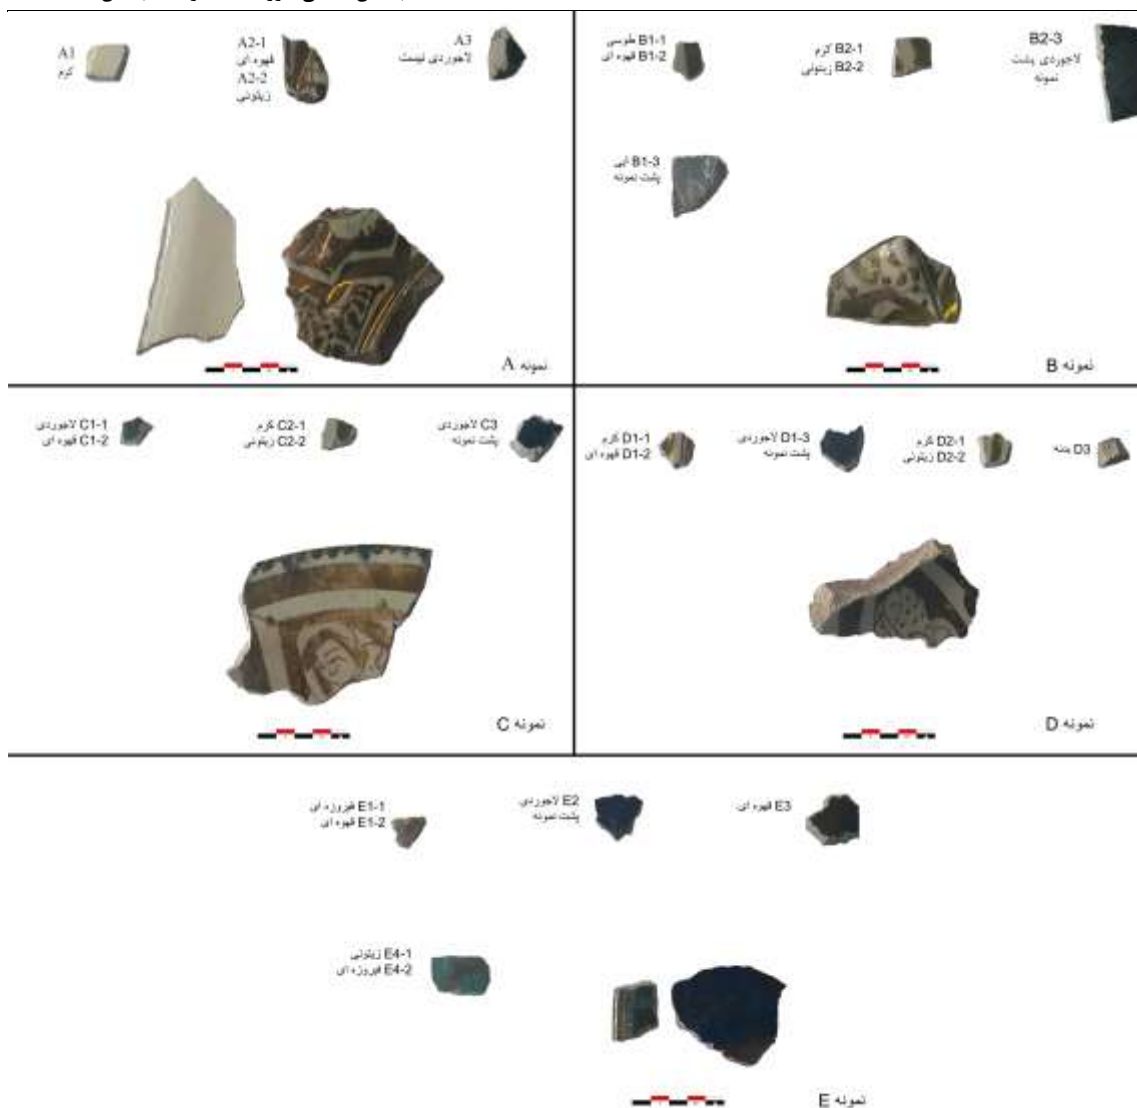 A1
کرم
A2-1
قهوه ای
A2-2
زیتونی
A3
لاجوردی نیست
نمونه A
B1-1 طوسی
B1-2 قهوه ای
B2-1 کرم
B2-2 زیتونی
B2-3
لاجوردی پشت
نمونه
B1-3 آبی
پشت نمونه
نمونه B
C1-1 لاجوردی
C1-2 قهوه ای
C2-1 کرم
C2-2 زیتونی
C3 لاجوردی
پشت نمونه
نمونه C
D1-1 کرم
D1-2 قهوه ای
D1-3 لاجوردی
پشت نمونه
D2-1 کرم
D2-2 زیتونی
D3 بدنه
نمونه D
E1-1 فیروزه ای
E1-2 قهوه ای
E2 لاجوردی
پشت نمونه
E3 قهوه ای
E4-1 زیتونی
E4-2 فیروزه ای
نمونه E